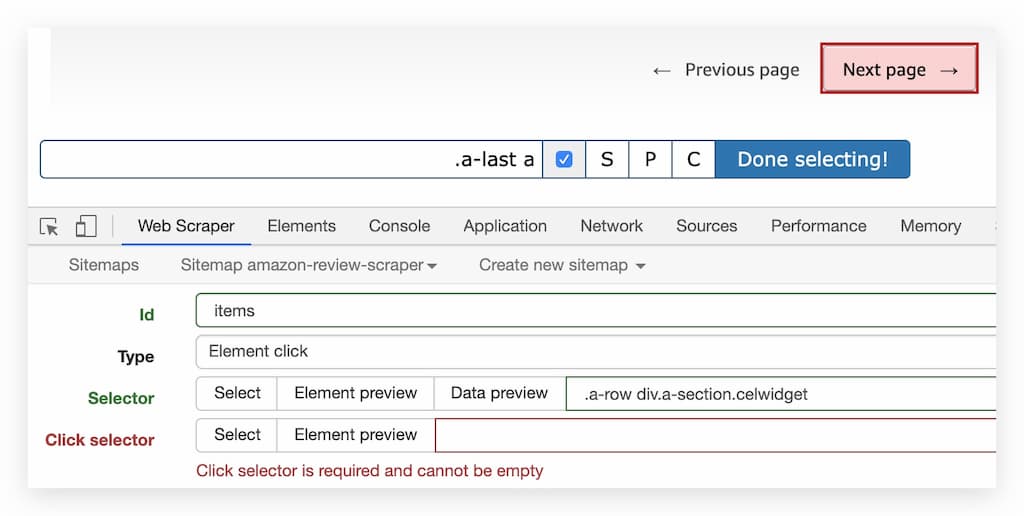 ← Previous page Next page →
.a-last a S P C Done selecting!
Web Scraper Elements Console Application Network Sources Performance Memory
Sitemaps Sitemap amazon-review-scraper Create new sitemap
Id items
Type Element click
Selector Select Element preview Data preview .a-row div.a-section.celwidget
Click selector Select Element preview
Click selector is required and cannot be empty